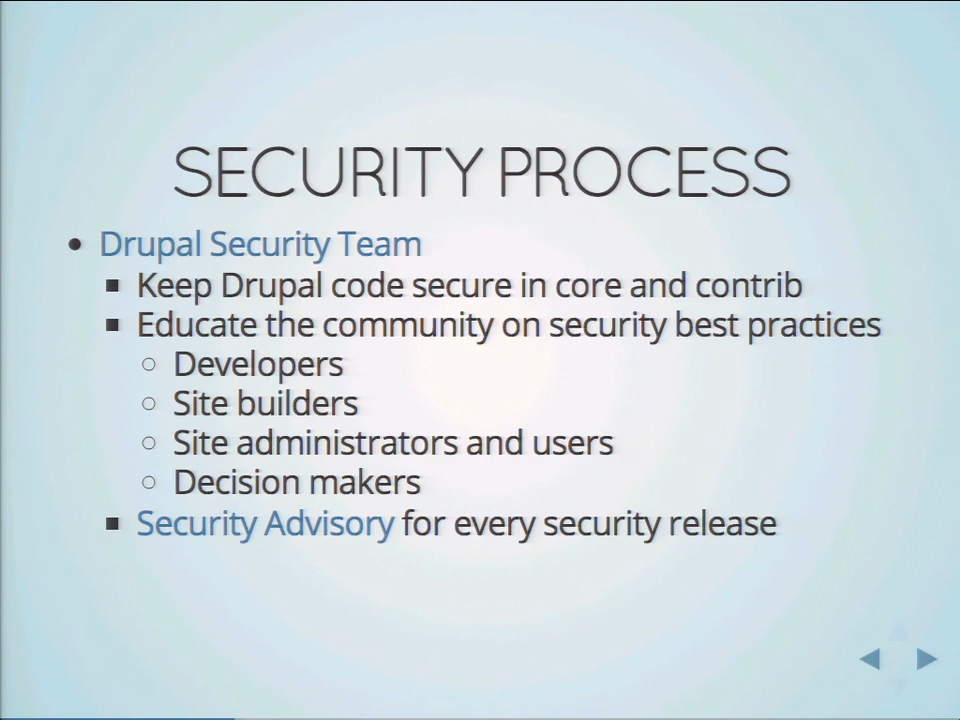 SECURITY PROCESS
Drupal Security Team
Keep Drupal code secure in core and contrib
Educate the community on security best practices
Developers
Site builders
Site administrators and users
Decision makers
Security Advisory for every security release